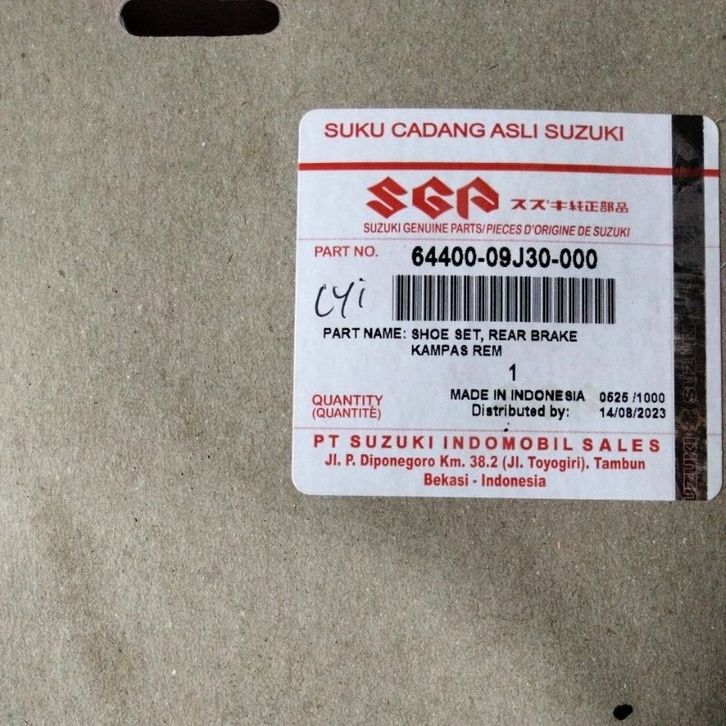 SUKU CADANG ASLI SUZUKI
SGP スズキ純正部品
SUZUKI GENUINE PARTS/PIECES D'ORIGINE DE SUZUKI
PART NO. 64400-09J30-000
PART NAME: SHOE SET, REAR BRAKE
KAMPAS REM
1
QUANTITY
(QUANTITÉ)
MADE IN INDONESIA 0525 /1000
Distributed by: 14/08/2023
PT SUZUKI INDOMOBIL SALES
Jl. P. Diponegoro Km. 38.2 (Jl. Toyogiri). Tambun
Bekasi - Indonesia